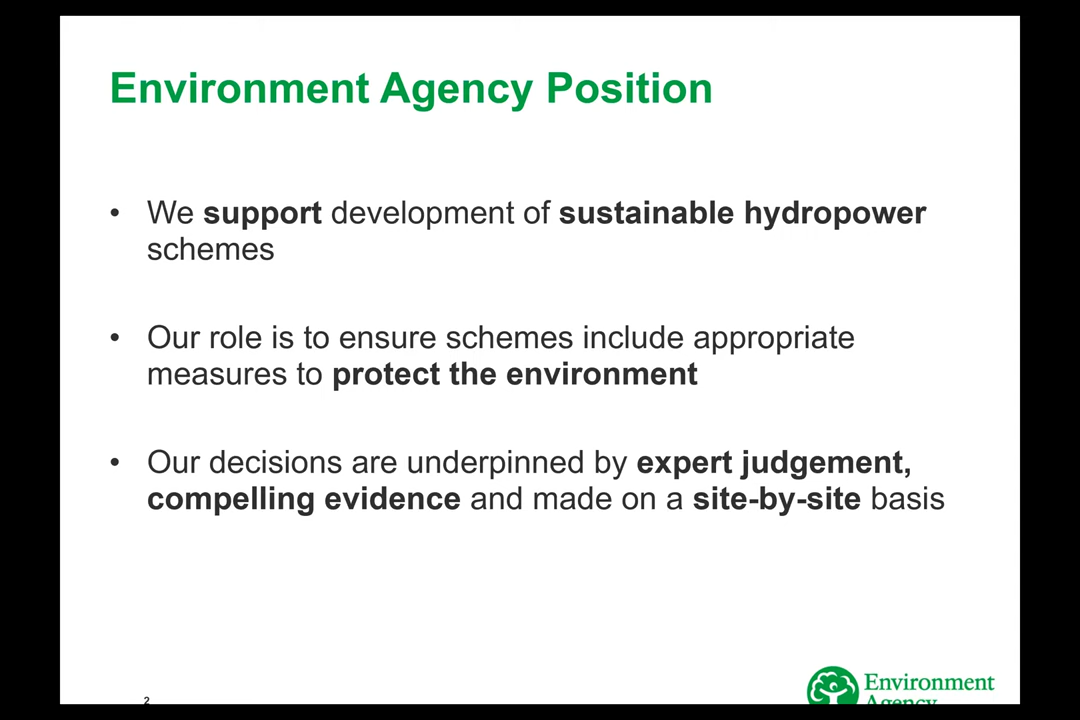 Environment Agency Position
• We support development of sustainable hydropower
schemes
• Our role is to ensure schemes include appropriate
measures to protect the environment
• Our decisions are underpinned by expert judgement,
compelling evidence and made on a site-by-site basis
2
Environment
Agency